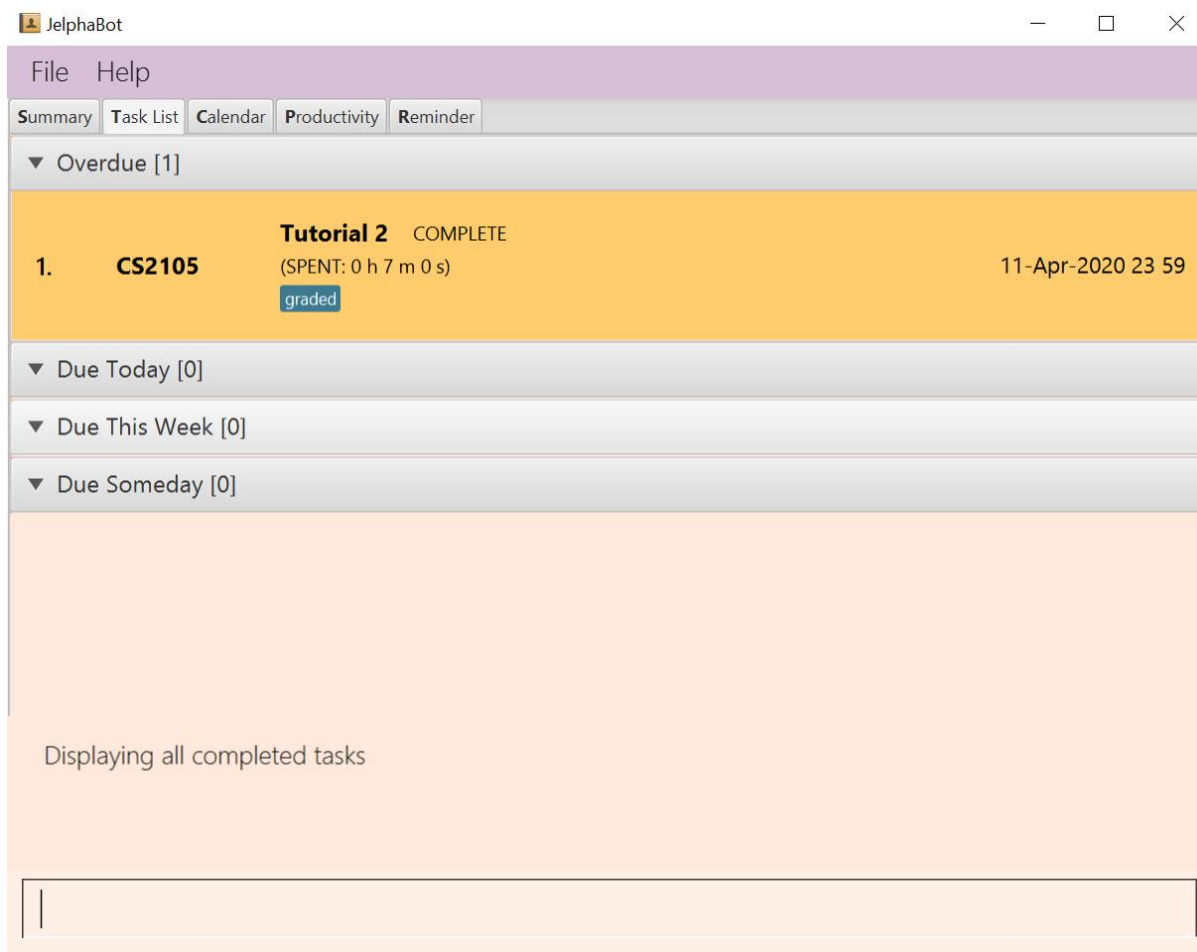 JelphaBot
File Help
Summary Task List Calendar Productivity Reminder
Overdue [1]
Tutorial 2 COMPLETE
1. CS2105 (SPENT: 0 h 7 m 0 s) 11-Apr-2020 23 59
graded
Due Today [0]
Due This Week [0]
Due Someday [0]
Displaying all completed tasks